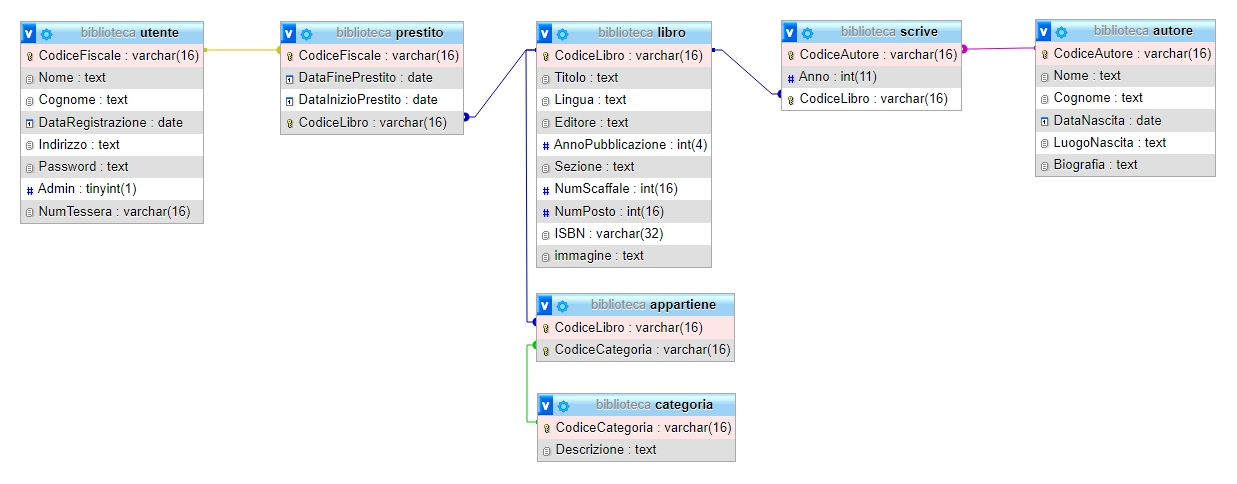 biblioteca utente
CodiceFiscale : varchar(16)
Nome : text
Cognome : text
DataRegistrazione : date
Indirizzo : text
Password : text
Admin : tinyint(1)
NumTessera : varchar(16)
biblioteca prestito
CodiceFiscale : varchar(16)
DataFinePrestito : date
DataInizioPrestito : date
CodiceLibro : varchar(16)
biblioteca libro
CodiceLibro : varchar(16)
Titolo : text
Lingua : text
Editore : text
# AnnoPubblicazione : int(4)
Sezione : text
# NumScaffale : int(16)
# NumPosto : int(16)
ISBN : varchar(32)
immagine : text
biblioteca scrive
CodiceAutore : varchar(16)
# Anno : int(11)
CodiceLibro : varchar(16)
biblioteca autore
CodiceAutore : varchar(16)
Nome : text
Cognome : text
DataNascita : date
LuogoNascita : text
Biografia : text
biblioteca appartiene
CodiceLibro : varchar(16)
CodiceCategoria : varchar(16)
biblioteca categoria
CodiceCategoria : varchar(16)
Descrizione : text